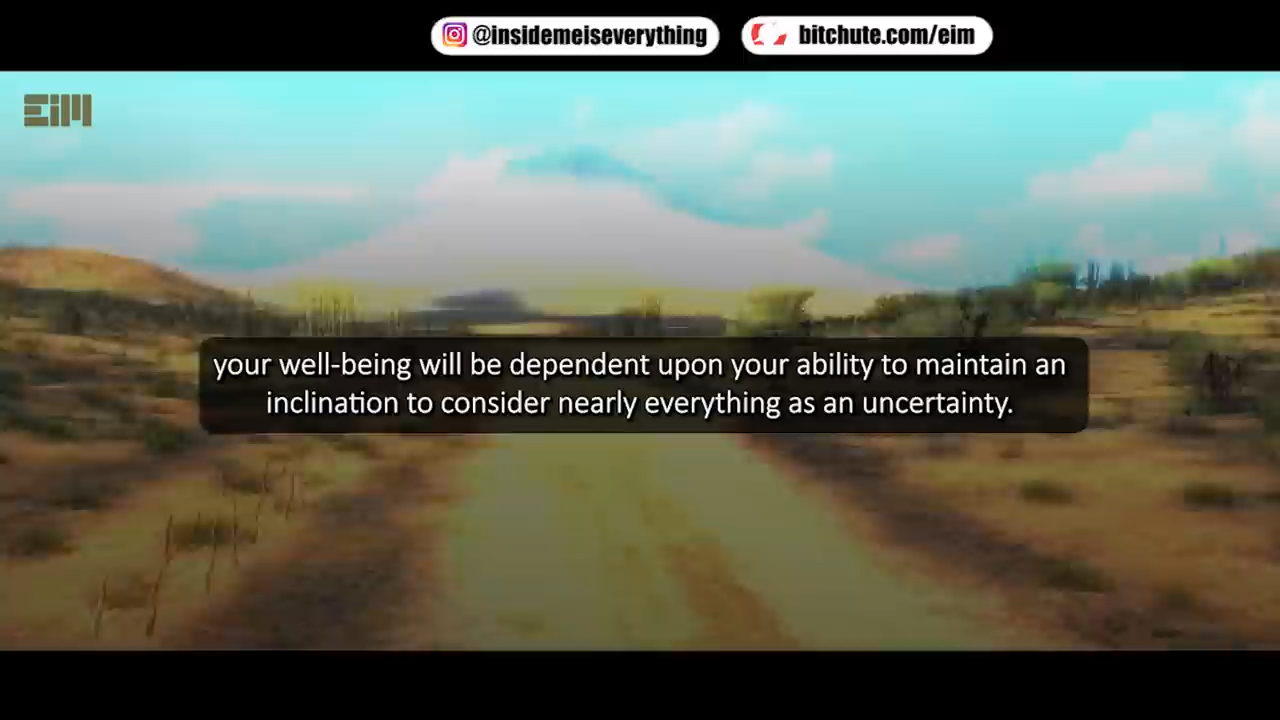 @insidemeiseverything
bitchute.com/eim
EiM
your well-being will be dependent upon your ability to maintain an
inclination to consider nearly everything as an uncertainty.